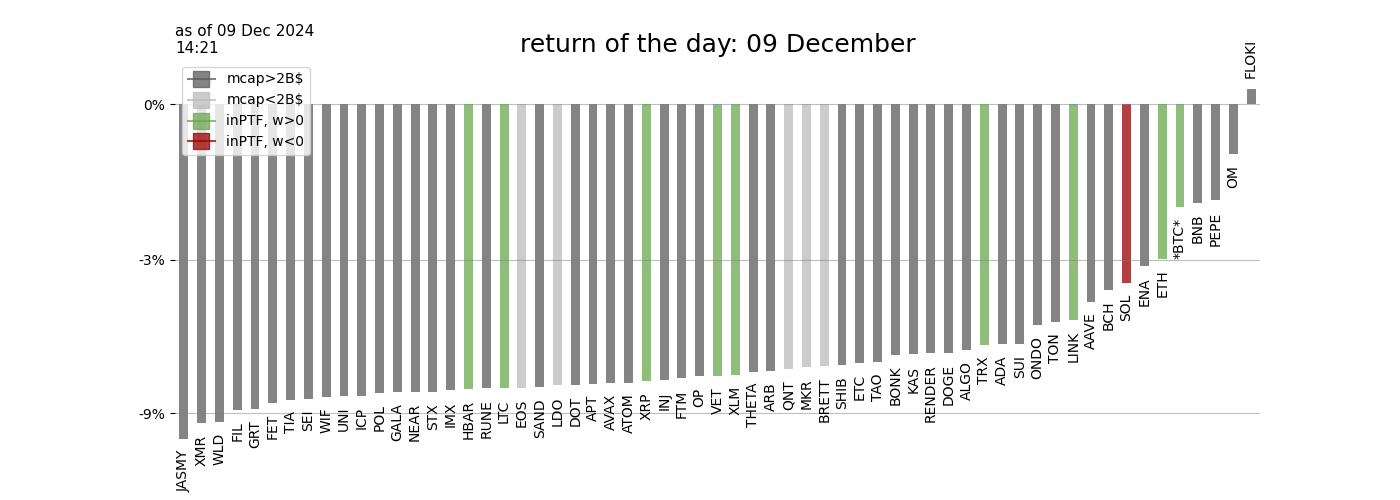 as of 09 Dec 2024
14:21
return of the day: 09 December
mcap>2B$
mcap<2B$
inPTF, w>0
inPTF, w<0
0%
-3%
-9%
JASMY
XMR
WLD
FIL
GRT
FET
TIA
SEI
WIF
UNI
ICP
POL
GALA
NEAR
STX
IMX
HBAR
RUNE
LTC
EOS
SAND
LDO
DOT
APT
AVAX
ATOM
XRP
INJ
FTM
OP
VET
XLM
THETA
ARB
QNT
MKR
BRETT
SHIB
ETC
TAO
BONK
KAS
RENDER
DOGE
ALGO
TRX
ADA
SUI
ONDO
TON
LINK
AAVE
BCH
SOL
ENA
ETH
*BTC*
BNB
PEPE
OM
FLOKI